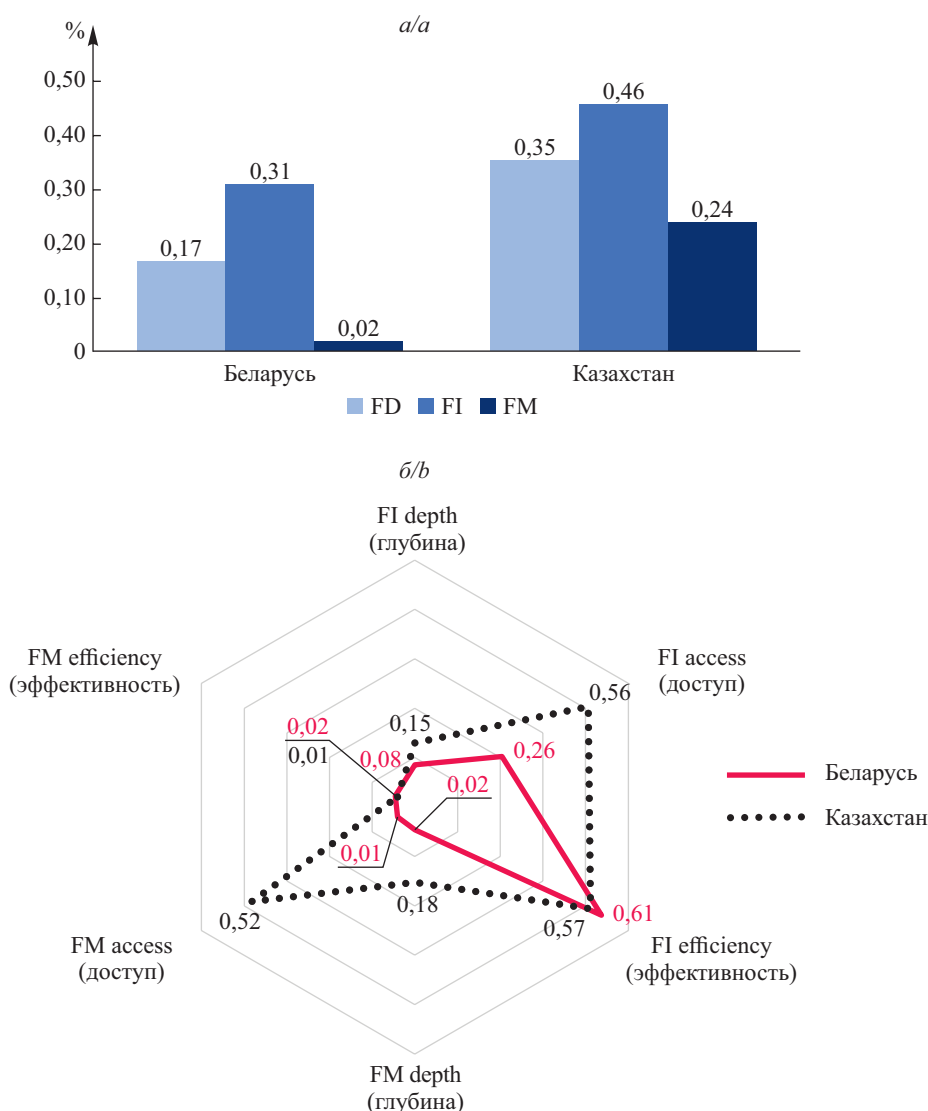 а/a
%
0,50
0,40
0,30
0,20
0,10
0
0,17
0,31
0,02
0,35
0,46
0,24
Беларусь
Казахстан
FD FI FM
б/b
FI depth
(глубина)
FM efficiency
(эффективность)
FI access
(доступ)
0,56
0,15
0,02
0,01
0,08
0,26
0,02
Беларусь
Казахстан
0,01
0,18
0,52
0,57
0,61
FM access
(доступ)
FI efficiency
(эффективность)
FM depth
(глубина)